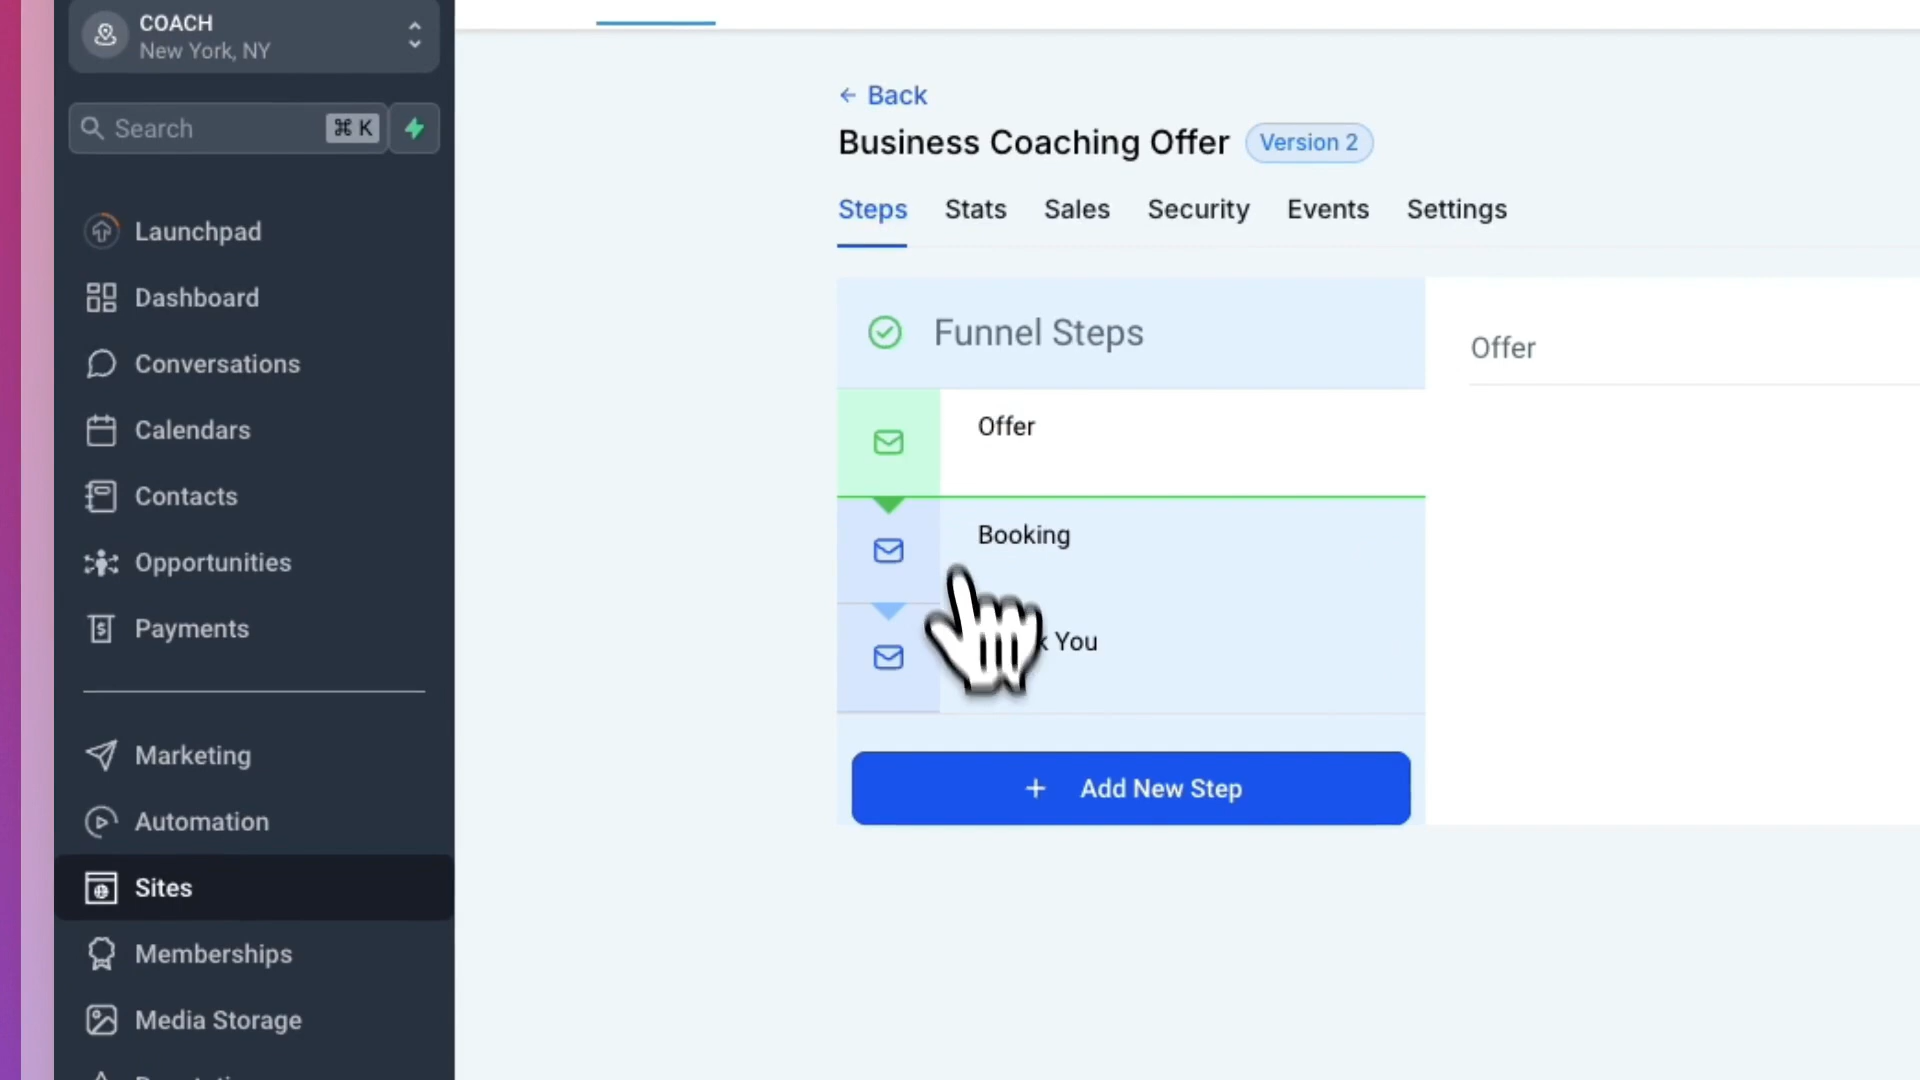 COACH
New York, NY
Search
⌘ K
Launchpad
Dashboard
Conversations
Calendars
Contacts
Opportunities
Payments
Marketing
Automation
Sites
Memberships
Media Storage
← Back
Business Coaching Offer
Version 2
Steps Stats Sales Security Events Settings
Funnel Steps
Offer
Booking
You
+ Add New Step
Offer